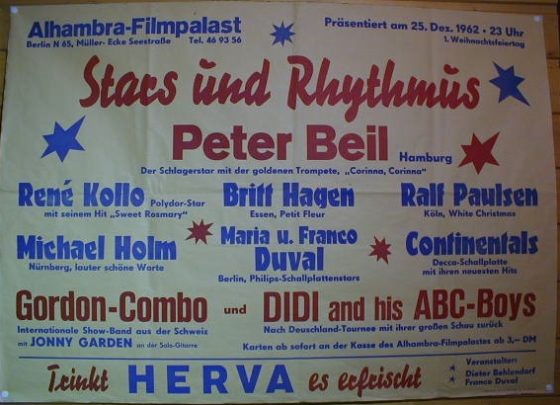 Alhambra-Filmpalast
Berlin N 65, Müller- Ecke Seestraße Tel. 46 93 56
Präsentiert am 25. Dez. 1962 · 23 Uhr
1. Weihnachtsfeiertag
Stars und Rhythmus
Peter Beil Hamburg
Der Schlagerstar mit der goldenen Trompete, „Corinna, Corinna"
René Kollo Polydor-Star
mit seinem Hit „Sweet Rosmary"
Britt Hagen
Essen, Petit Fleur
Ralf Paulsen
Köln, White Christmas
Michael Holm
Nürnberg, lauter schöne Worte
Maria u. Franco
Duval
Berlin, Philips-Schallplattenstars
Continentals
Decca-Schallplatte
mit ihren neuesten Hits
Gordon-Combo und DIDI and his ABC-Boys
Internationale Show-Band aus der Schweiz
mit JONNY GARDEN an der Solo-Gitarre
Nach Deuschland-Tournee mit ihrer großen Schau zurück
Karten ab sofort an der Kasse des Alhambra-Filmpalastes ab 3,— DM
Trinkt HERVA es erfrischt
Veranstalter:
Dieter Behlendorf
Franco Duval